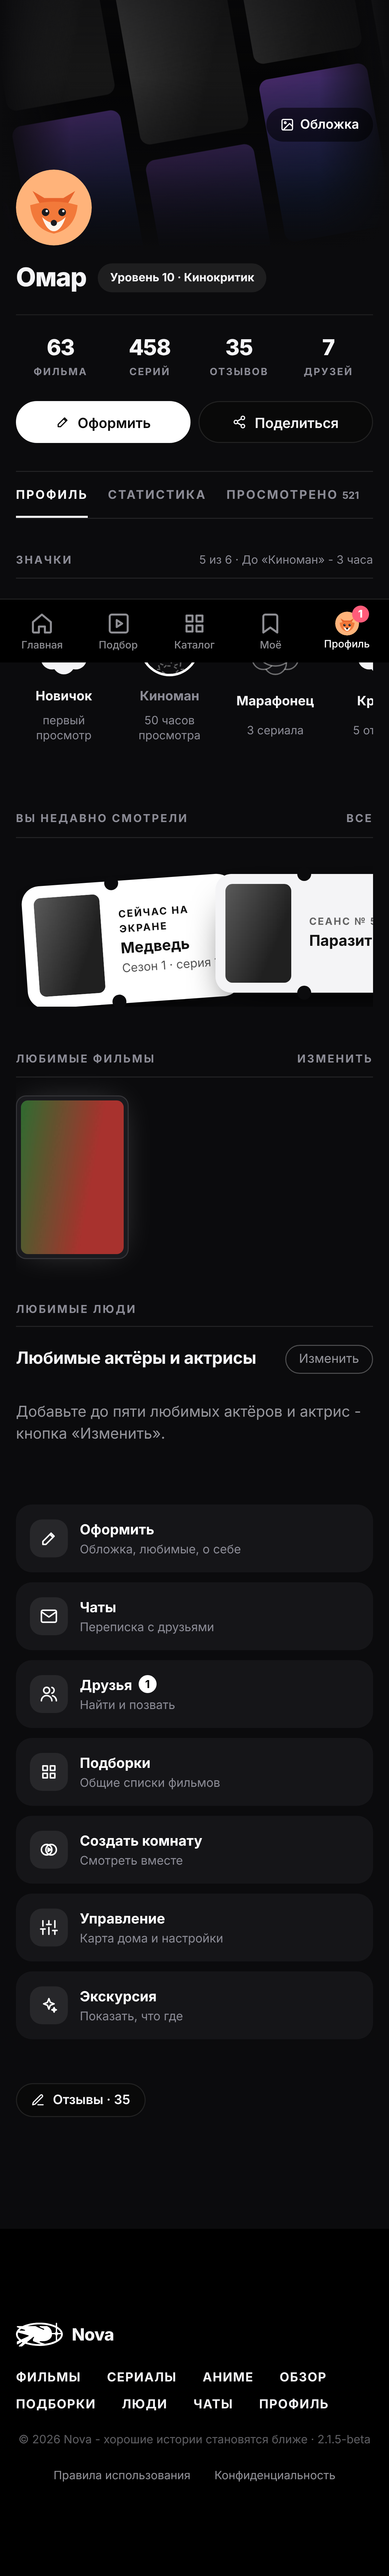 Обложка
Омар
Уровень 10 · Кинокритик
63
458
35
7
ФИЛЬМА
СЕРИЙ
ОТЗЫВОВ
ДРУЗЕЙ
Оформить
Поделиться
ПРОФИЛЬ
СТАТИСТИКА
ПРОСМОТРЕНО 521
ЗНАЧКИ
5 из 6 · До «Киноман» - 3 часа
1
Главная
Подбор
Каталог
Моё
Профиль
Новичок
первый
просмотр
Киноман
50 часов
просмотра
Марафонец
3 сериала
Кр
5 от
ВЫ НЕДАВНО СМОТРЕЛИ
ВСЕ
СЕЙЧАС НА
ЭКРАНЕ
Медведь
Сезон 1 · серия
СЕАНС №
Паразит
ЛЮБИМЫЕ ФИЛЬМЫ
ИЗМЕНИТЬ
ЛЮБИМЫЕ ЛЮДИ
Любимые актёры и актрисы
Изменить
Добавьте до пяти любимых актёров и актрис -
кнопка «Изменить».
Оформить
Обложка, любимые, о себе
Чаты
Переписка с друзьями
Друзья 1
Найти и позвать
Подборки
Общие списки фильмов
Создать комнату
Смотреть вместе
Управление
Карта дома и настройки
Экскурсия
Показать, что где
Отзывы · 35
Nova
ФИЛЬМЫ СЕРИАЛЫ АНИМЕ ОБЗОР
ПОДБОРКИ ЛЮДИ ЧАТЫ ПРОФИЛЬ
© 2026 Nova - хорошие истории становятся ближе · 2.1.5-beta
Правила использования
Конфиденциальность